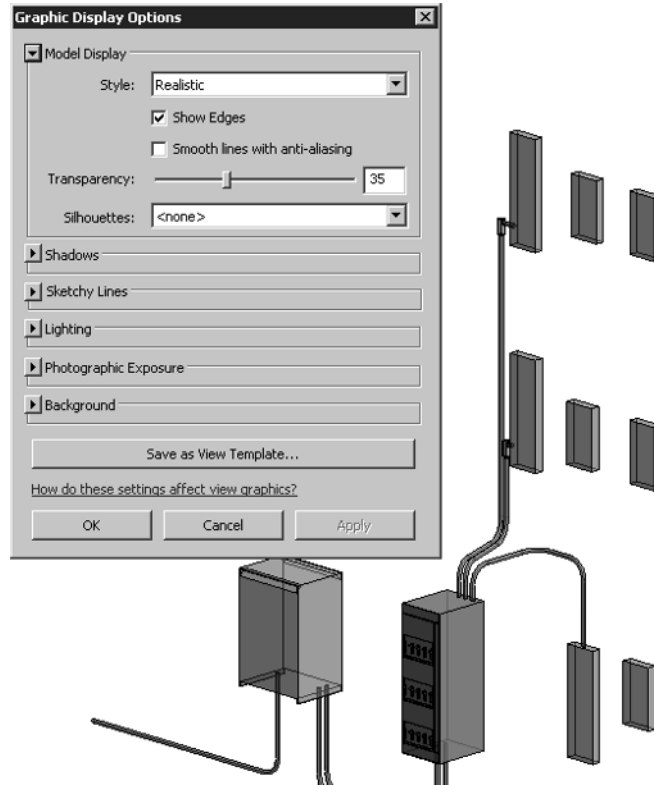 Graphic Display Options
Model Display
Style: Realistic
Show Edges
Smooth lines with anti-aliasing
Transparency: 35
Silhouettes: <none>
Shadows
Sketchy Lines
Lighting
Photographic Exposure
Background
Save as View Template...
How do these settings affect view graphics?
OK Cancel Apply